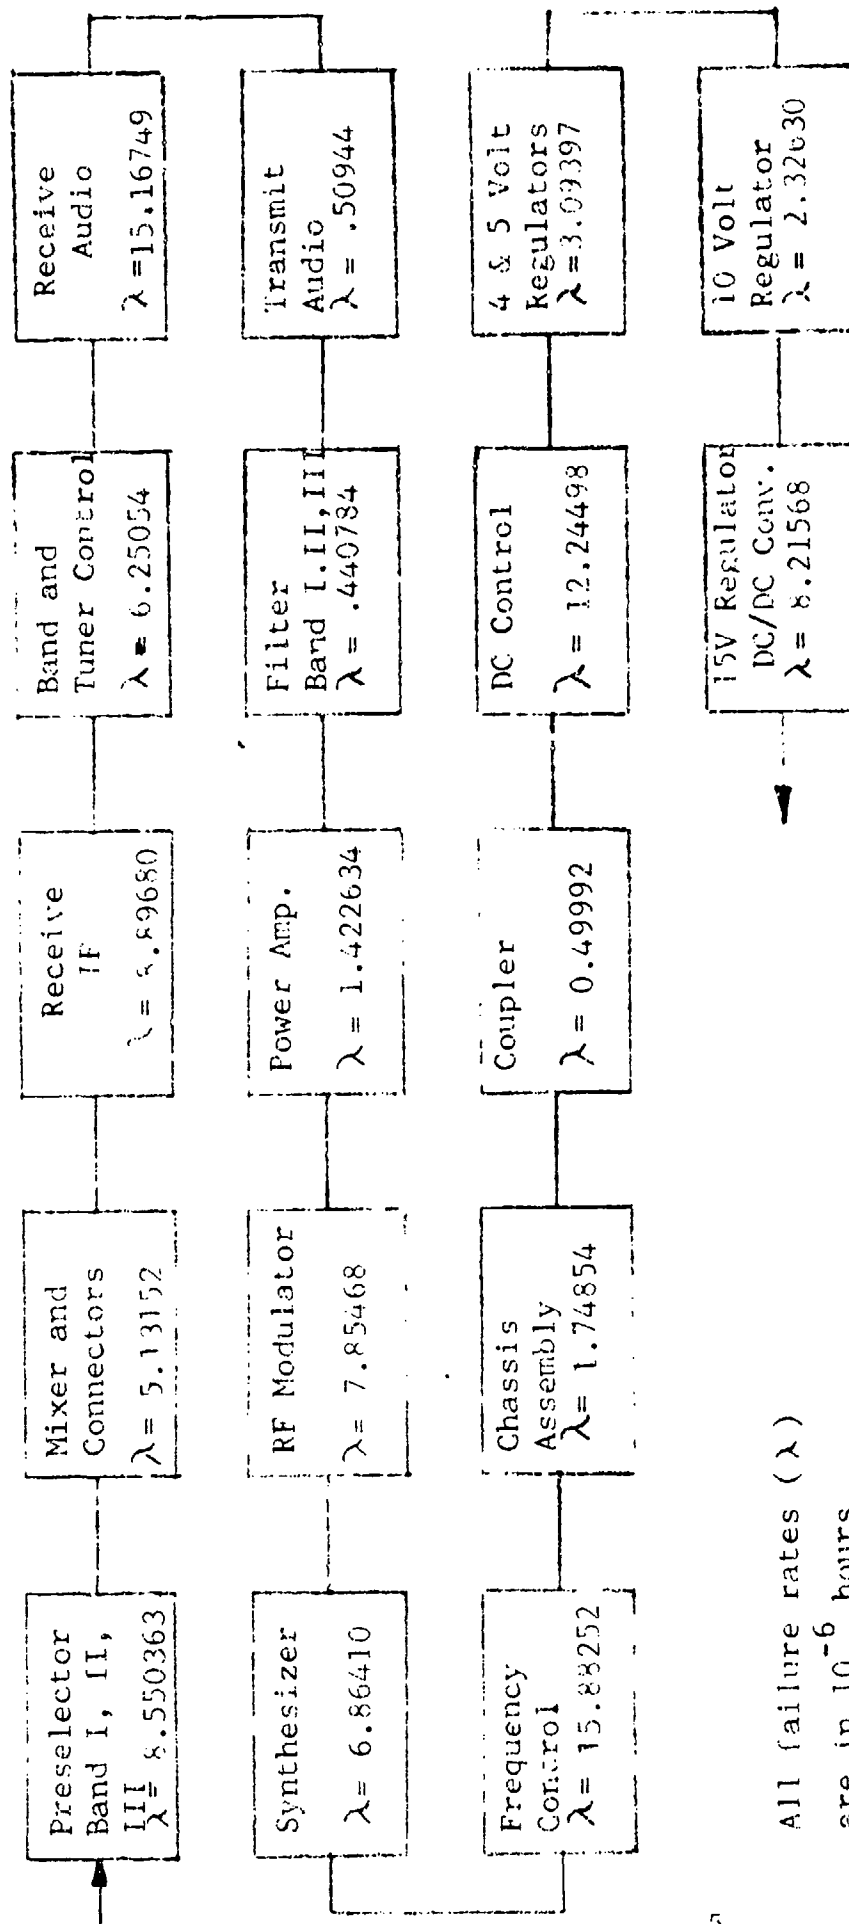 Preselector
Band I, II,
III
λ= 8.550363
Mixer and
Connectors
λ= 5.13152
Receive
IF
.89680
Band and
Tuner Control
λ= 6.25054
Receive
Audio
λ=15.16749
Synthesizer
λ= 6.86410
RF Modulator
λ= 7.85468
Power Amp.
λ= 1.422634
Filter
Band I.II,III
λ= .440784
Transmit
Audio
λ= .50944
Frequency
Control
λ= 15.88252
Chassis
Assembly
λ= 1.74854
Coupler
λ= 0.49992
DC Control
λ= 12.24498
4 & 5 Volt
Regulators
λ=3.09397
15V Regulator
DC/DC Conv.
λ= 8.21568
10 Volt
Regulator
λ=
All failure rates (λ)
are in 10⁻⁶ hours
5